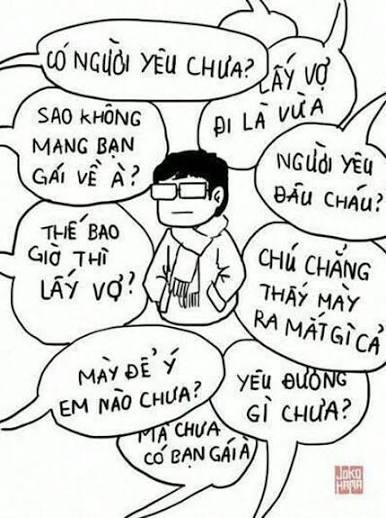 CÓ NGƯỜI YÊU CHƯA?
LẤY VỢ
ĐI LÀ VỪA
SAO KHÔNG
MANG BẠN
GÁI VỀ À?
NGƯỜI YÊU
ĐÂU CHÁU?
THẾ BAO
GIỜ THÌ
LẤY VỢ?
CHÚ CHẲNG
THẤY MÀY
RA MẮT GÌ CẢ
MÀY ĐỂ Ý
EM NÀO CHƯA?
YÊU ĐƯƠNG
GÌ CHƯA?
MÀ CHƯA
CÓ BẠN GÁI À
JOKO
HAMA